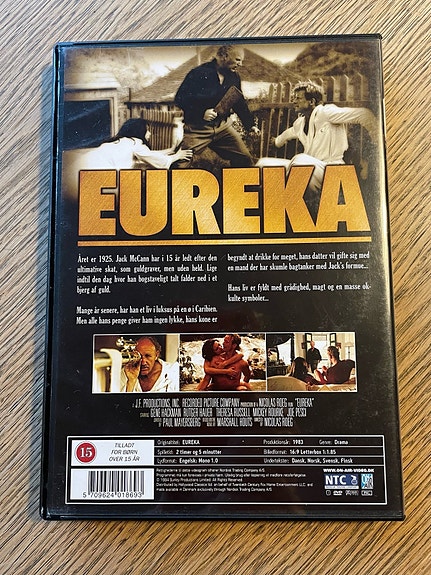 EUREKA
Året er 1925. Jack McCann har i 15 år ledt efter den
ultimative skat, som guldgraver, men uden held. Lige
indtil den dag hvor han bogstaveligt talt falder ned i et
bjerg af guld.
Mange år senere, har han et liv i luksus på en ø i Caribien.
Men alle hans penge giver ham ingen lykke, hans kone er
begyndt at drikke for meget, hans datter vil gifte sig med
en mand der har skumle bagtanker med Jack's formue...
Hans liv er fyldt med grådighed, magt og en masse ok-
kulte symboler...
J.F. PRODUCTIONS, INC. RECORDED PICTURE COMPANY NICOLAS ROEG "EUREKA"
GENE HACKMAN RUTGER HAUER THERESA RUSSELL MICKEY ROURKE JOE PESCI
PAUL MAYERSBERG MARSHALL HOUTS NICOLAS ROEG
15
TILLADT
FOR BØRN
OVER 15 ÅR
Originaltitel: EUREKA
Produktionsår: 1983
Genre: Drama
Spilletid: 2 timer og 5 minutter
Billedformat: 16:9 Letterbox 1:1.85
Lydformat: Engelsk: Mono 1.0
Undertekster: Dansk, Norsk, Svensk, Finsk
5 709624 018693
WWW.ON-AIR-VIDEO.DK
NTC